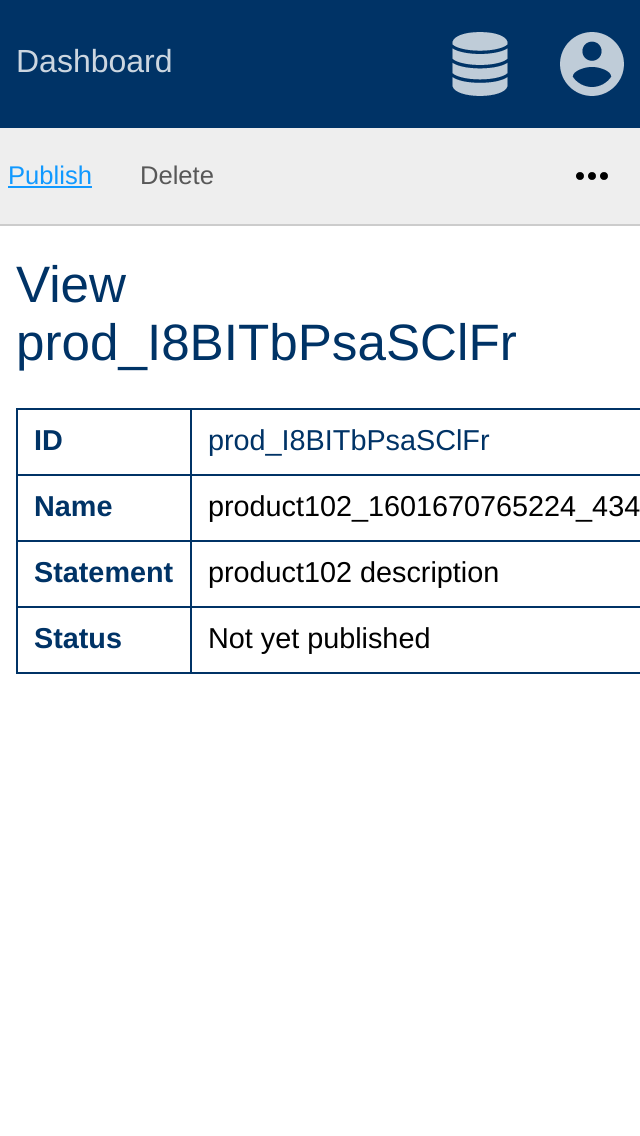 Dashboard
Publish Delete
View
prod_I8BITbPsaSClFr
ID prod_I8BITbPsaSClFr
Name product102_1601670765224_434
Statement product102 description
Status Not yet published